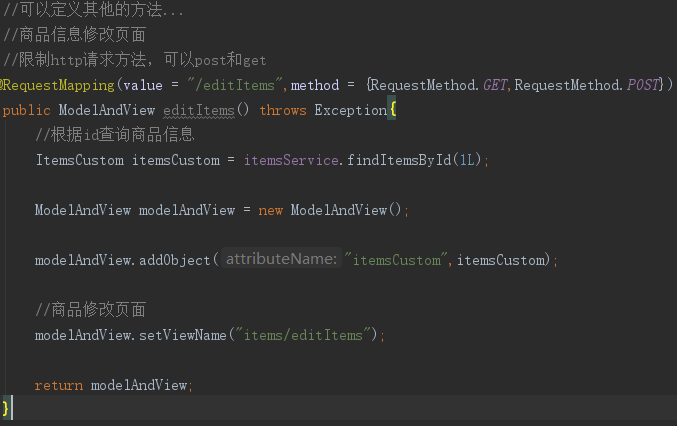 //可以定义其他的方法...
//商品信息修改页面
//限制http请求方法, 可以post和get
@RequestMapping(value = "/editItems",method = {RequestMethod.GET,RequestMethod.POST})
public ModelAndView editItems() throws Exception{
//根据id查询商品信息
ItemsCustom itemsCustom = itemsService.findItemsById(1L);
ModelAndView modelAndView = new ModelAndView();
modelAndView.addObject( attributeName: "itemsCustom",itemsCustom);
//商品修改页面
modelAndView.setViewName("items/editItems");
return modelAndView;
}